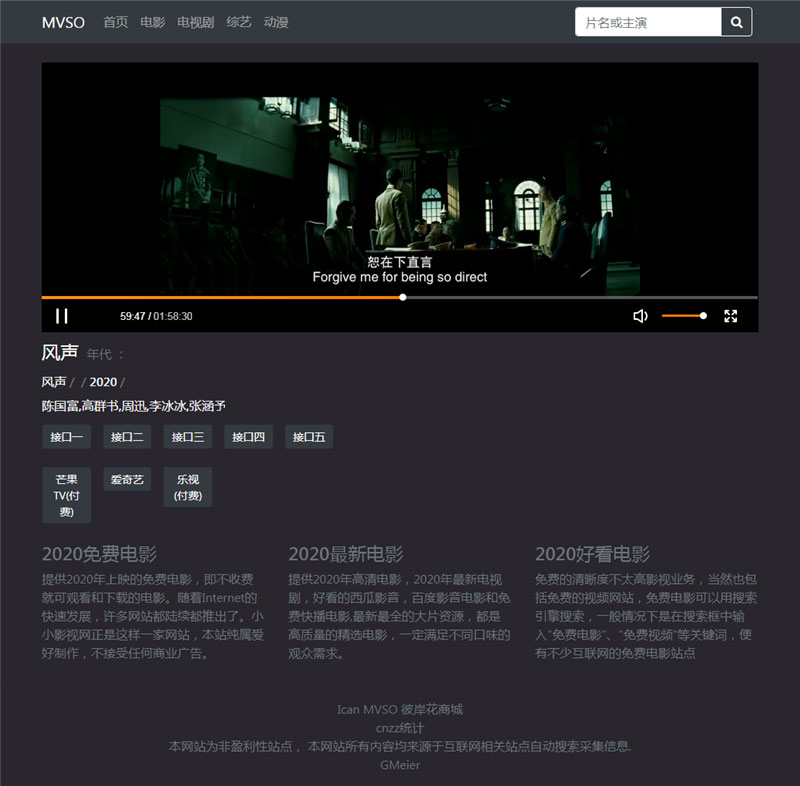 MVSO 首页 电影 电视剧 综艺 动漫 片名或主演
恕在下直言
Forgive me for being so direct
59:47 / 01:58:30
风声 年代 ：
风声 / / 2020 /
陈国富,高群书,周迅,李冰冰,张涵予
接口一 接口二 接口三 接口四 接口五
芒果 爱奇艺 乐视
TV(付 (付费)
费)
2020免费电影
提供2020年上映的免费电影，即不收费
就可观看和下载的电影。随着Internet的
快速发展，许多网站都陆续都推出了。小
小影视网正是这样一家网站，本站纯属爱
好制作，不接受任何商业广告。
2020最新电影
提供2020年高清电影，2020年最新电视
剧，好看的西瓜影音，百度影音电影和免
费快播电影,最新最全的大片资源，都是
高质量的精选电影，一定满足不同口味的
观众需求。
2020好看电影
免费的清晰度不太高影视业务，当然也包
括免费的视频网站，免费电影可以用搜索
引擎搜索，一般情况下是在搜索框中输
入"免费电影"、"免费视频"等关键词，便
有不少互联网的免费电影站点
Ican MVSO 彼岸花商城
cnzz统计
本网站为非盈利性站点， 本网站所有内容均来源于互联网相关站点自动搜索采集信息.
GMeier